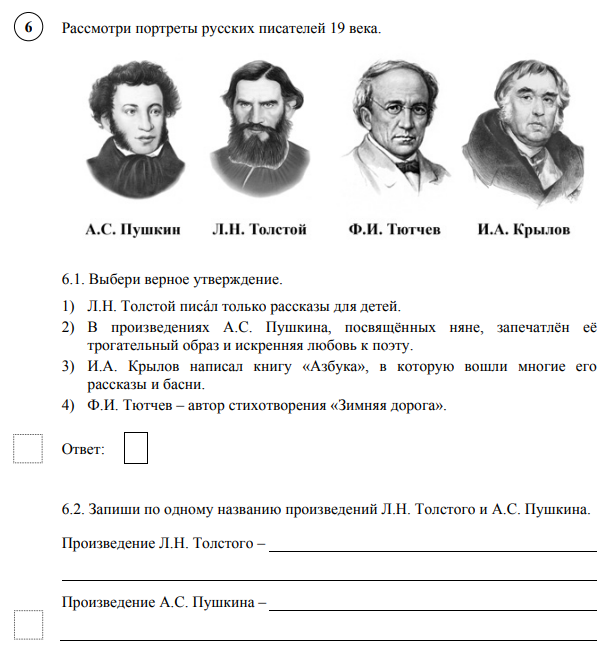 6 Рассмотри портреты русских писателей 19 века.
А.С. Пушкин Л.Н. Толстой Ф.И. Тютчев И.А. Крылов
6.1. Выбери верное утверждение.
1) Л.Н. Толстой писáл только рассказы для детей.
2) В произведениях А.С. Пушкина, посвящённых няне, запечатлён её
трогательный образ и искренняя любовь к поэту.
3) И.А. Крылов написал книгу «Азбука», в которую вошли многие его
рассказы и басни.
4) Ф.И. Тютчев – автор стихотворения «Зимняя дорога».
Ответ:
6.2. Запиши по одному названию произведений Л.Н. Толстого и А.С. Пушкина.
Произведение Л.Н. Толстого –
Произведение А.С. Пушкина –